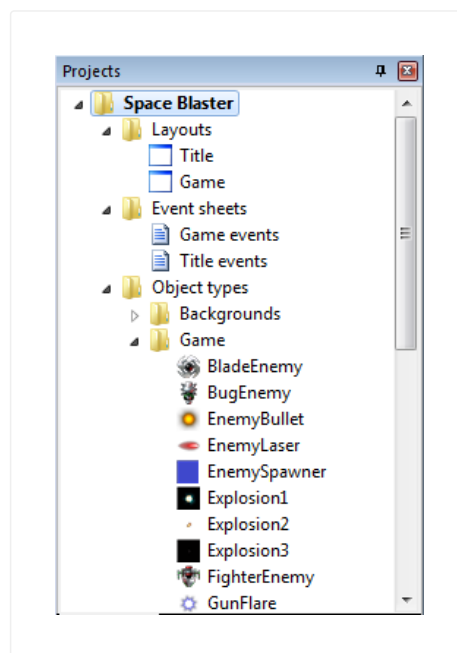 Projects
Space Blaster
Layouts
Title
Game
Event sheets
Game events
Title events
Object types
Backgrounds
Game
BladeEnemy
BugEnemy
EnemyBullet
EnemyLaser
EnemySpawner
Explosion1
Explosion2
Explosion3
FighterEnemy
GunFlare